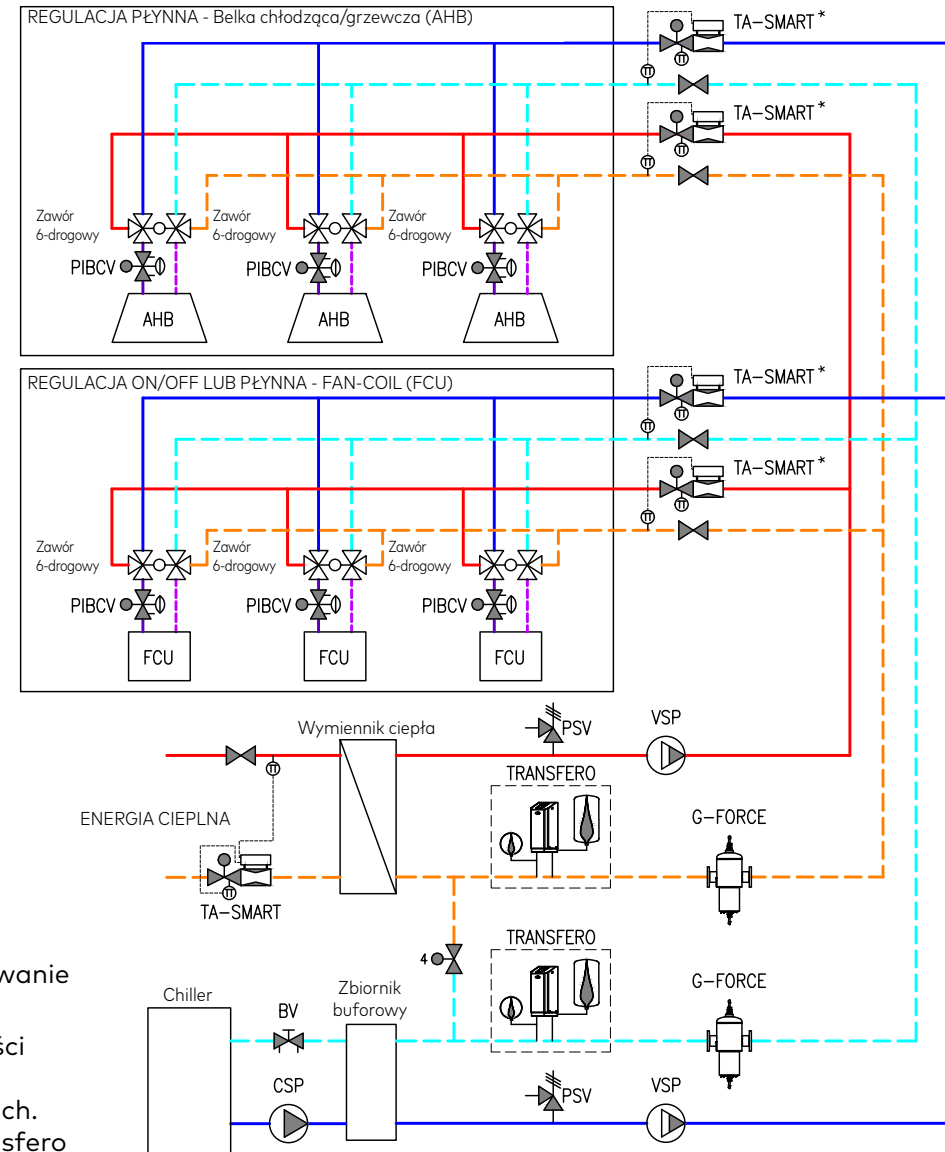 REGULACJA PŁYNNA - Belka chłodząca/grzewcza (AHB)
TA-SMART *
TA-SMART *
Zawór
6-drogowy
Zawór
6-drogowy
Zawór
6-drogowy
PIBCV
PIBCV
PIBCV
AHB
AHB
AHB
REGULACJA ON/OFF LUB PŁYNNA - FAN-COIL (FCU)
TA-SMART *
TA-SMART *
Zawór
6-drogowy
Zawór
6-drogowy
Zawór
6-drogowy
PIBCV
PIBCV
PIBCV
FCU
FCU
FCU
Wymiennik ciepła
PSV
VSP
TRANSFERO
G-FORCE
ENERGIA CIEPLNA
TA-SMART
TRANSFERO
4
G-FORCE
wanie
Chiller
Zbiornik
buforowy
BV
ści
CSP
PSV
VSP
ch.
sfero